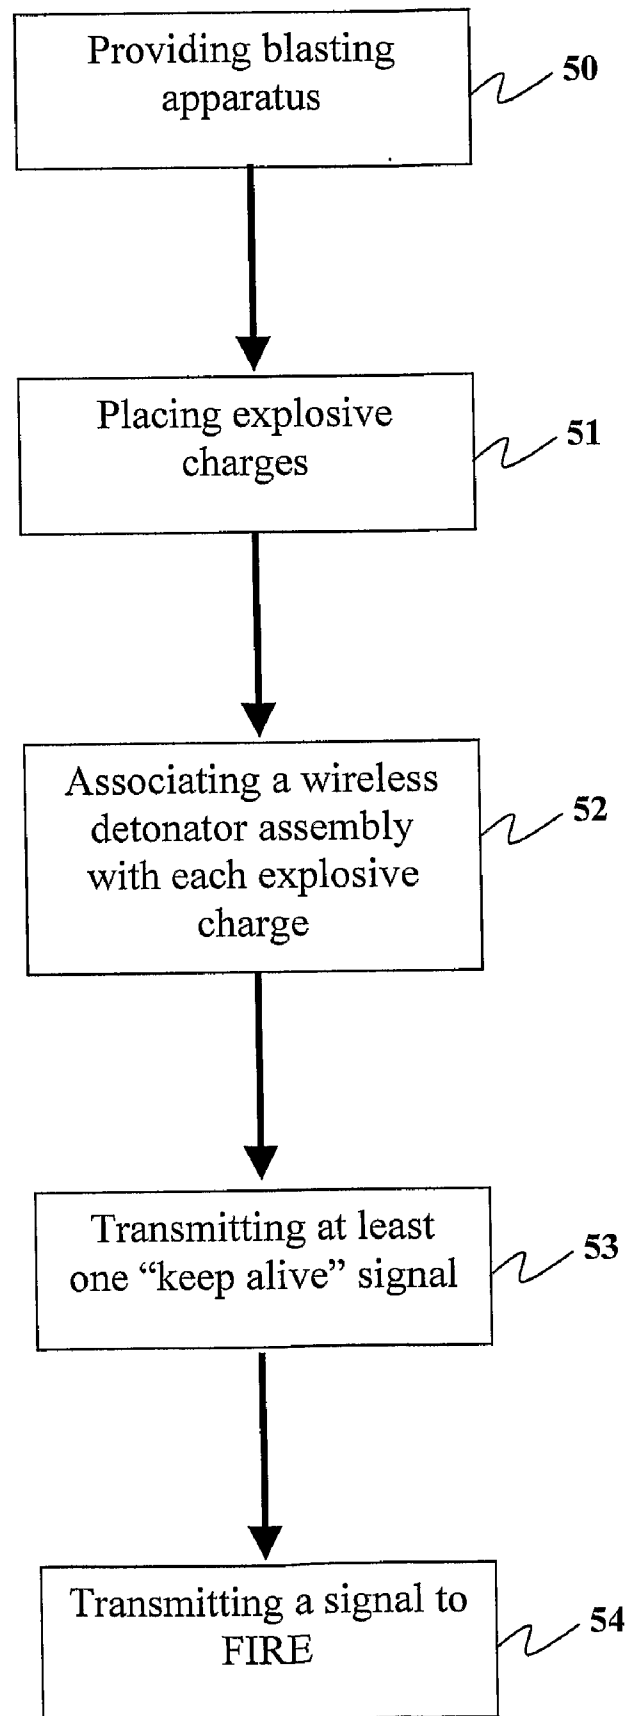 Providing blasting
apparatus
50
Placing explosive
charges
51
Associating a wireless
detonator assembly
with each explosive
charge
52
Transmitting at least
one “keep alive” signal
53
Transmitting a signal to
FIRE
54